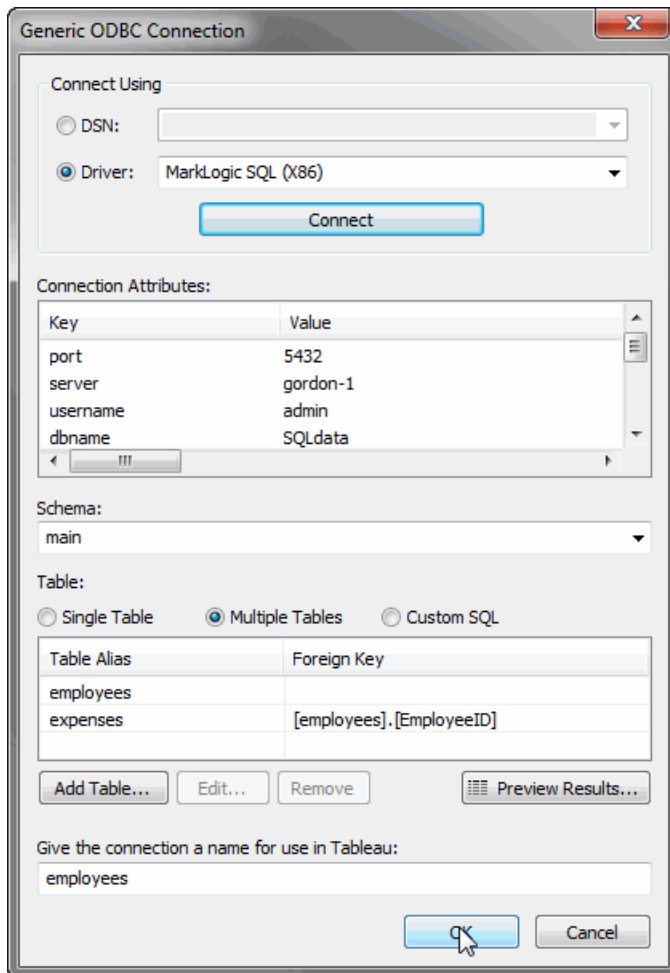 Generic ODBC Connection
Connect Using
DSN:
Driver: MarkLogic SQL (X86)
Connect
Connection Attributes:
Key Value
port 5432
server gordon-1
username admin
dbname SQLdata
Schema:
main
Table:
Single Table Multiple Tables Custom SQL
Table Alias Foreign Key
employees
expenses [employees].[EmployeeID]
Add Table... Edit... Remove Preview Results...
Give the connection a name for use in Tableau:
employees
OK Cancel